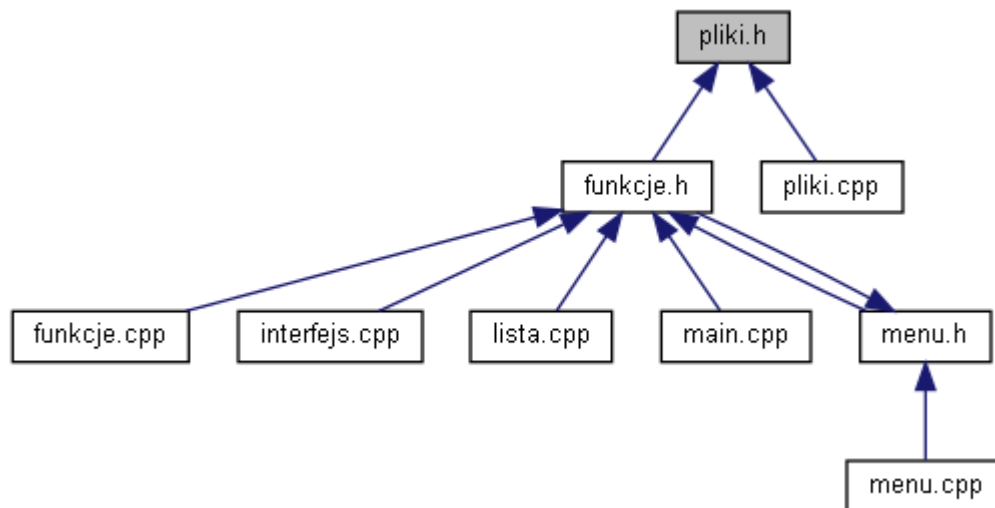 pliki.h
funkcje.h
pliki.cpp
funkcje.cpp
interfejs.cpp
lista.cpp
main.cpp
menu.h
menu.cpp